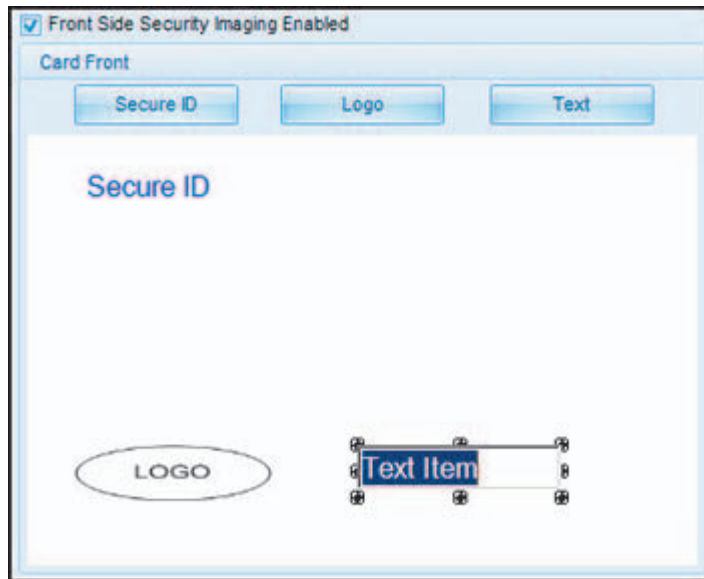 Front Side Security Imaging Enabled
Card Front
Secure ID Logo Text
Secure ID
LOGO Text Item